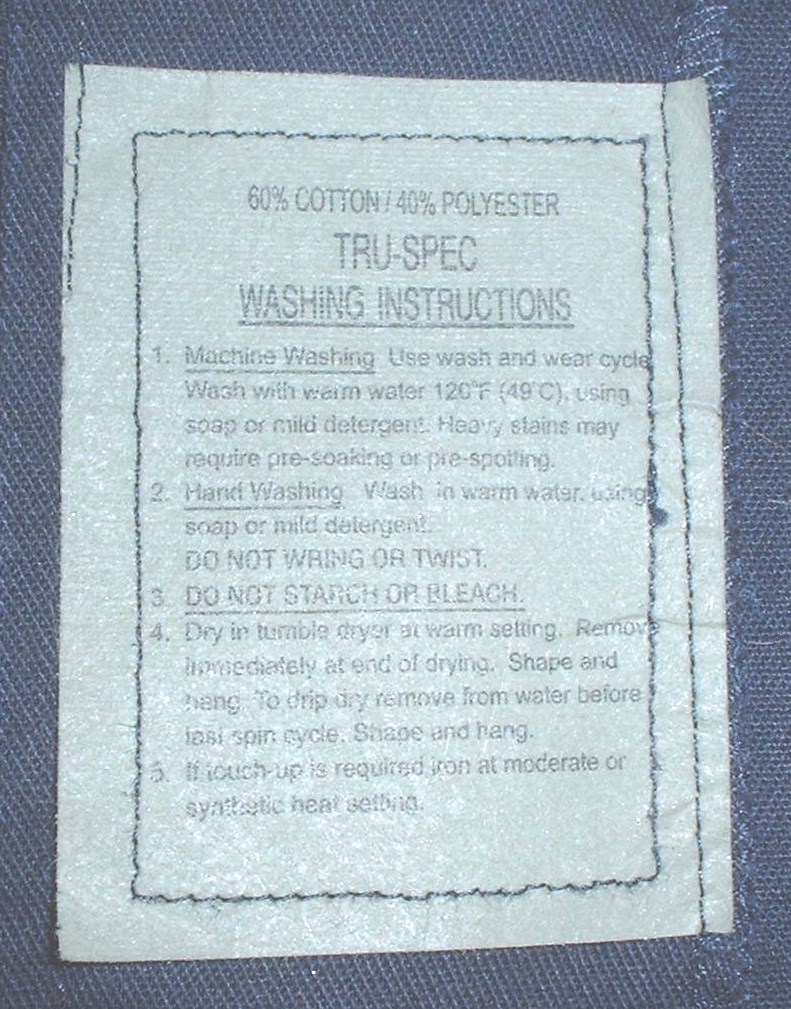 60% COTTON / 40% POLYESTER
TRU-SPEC
WASHING INSTRUCTIONS
1. Machine Washing Use wash and wear cycle
Wash with warm water 120°F (49°C), using
soap or mild detergent. Heavy stains may
require pre-soaking or pre-spotting.
2. Hand Washing Wash in warm water, using
soap or mild detergent.
DO NOT WRING OR TWIST.
3. DO NOT STARCH OR BLEACH.
4. Dry in tumble dryer at warm setting. Remove
immediately at end of drying. Shape and
hang. To drip dry remove from water before
last spin cycle. Shape and hang.
5. If touch-up is required iron at moderate or
synthetic heat setting.